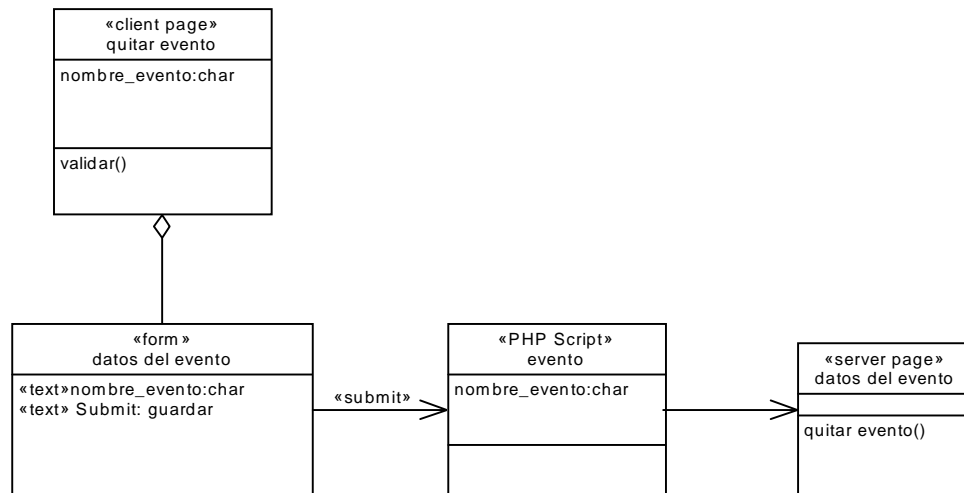 «client page»
quitar evento
nombre_evento:char
validar()
«form»
datos del evento
«text»nombre_evento:char
«text» Submit: guardar
«submit»
«PHP Script»
evento
nombre_evento:char
«server page»
datos del evento
quitar evento()